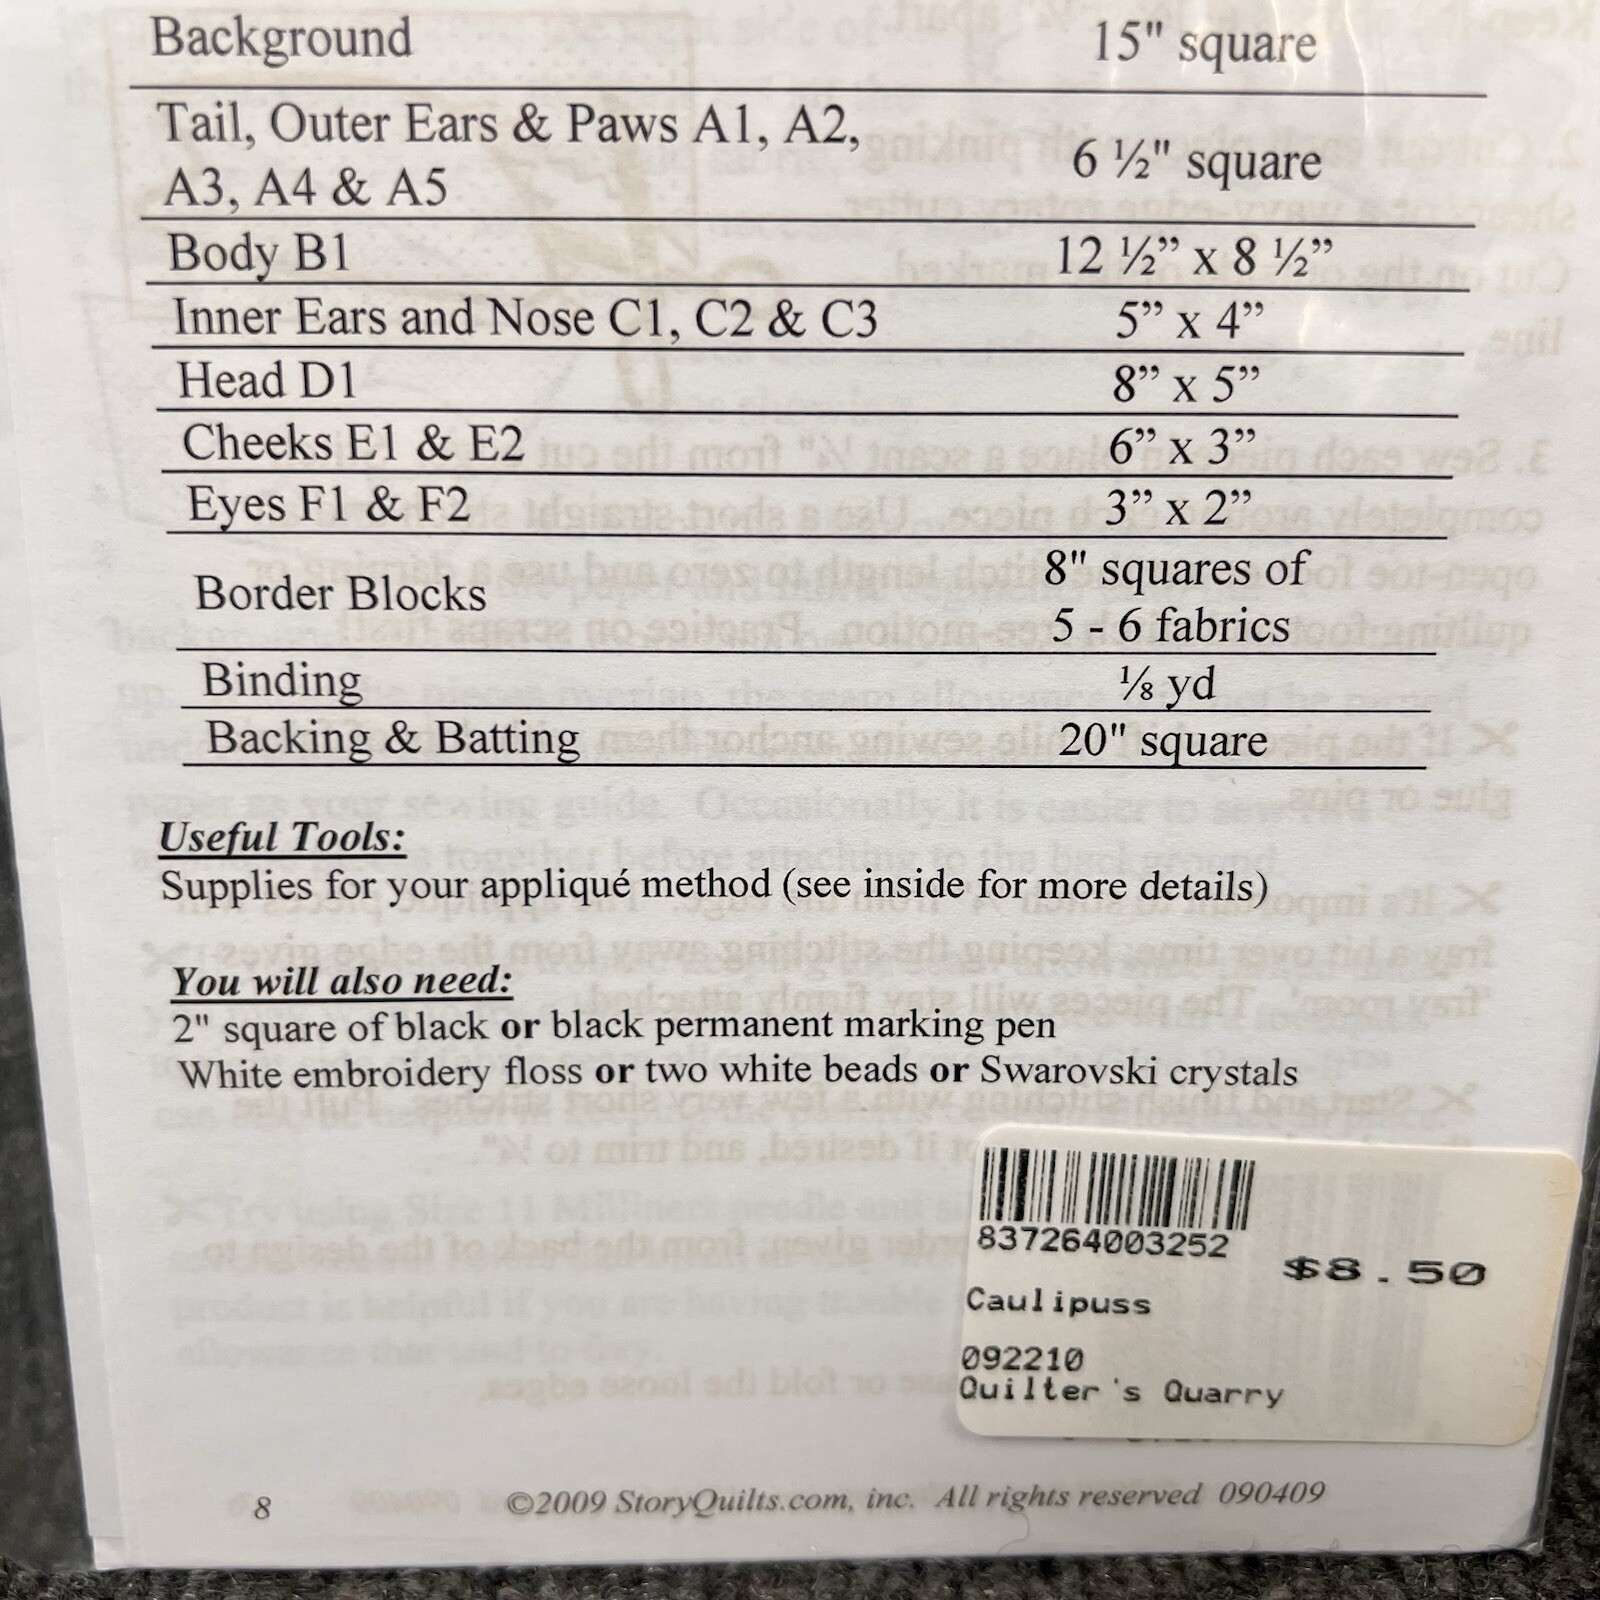 Background 15" square
Tail, Outer Ears & Paws A1, A2,
A3, A4 & A5 6 ½" square
Body B1 12 ½” x 8 ½”
Inner Ears and Nose C1, C2 & C3 5” x 4”
Head D1 8” x 5”
Cheeks E1 & E2 6” x 3”
Eyes F1 & F2 3” x 2”
Border Blocks 8" squares of
5 - 6 fabrics
Binding ⅛ yd
Backing & Batting 20" square
Useful Tools:
Supplies for your appliqué method (see inside for more details)
You will also need:
2" square of black or black permanent marking pen
White embroidery floss or two white beads or Swarovski crystals
837264003252
$8.50
Caulipuss
092210
Quilter's Quarry
8 ©2009 StoryQuilts.com, inc. All rights reserved 090409